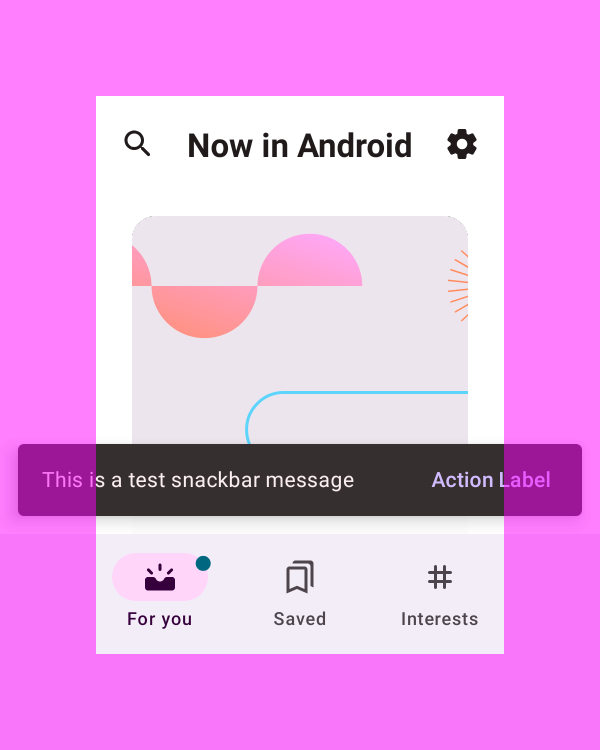 Now in Android
This is a test snackbar message Action Label
For you Saved Interests